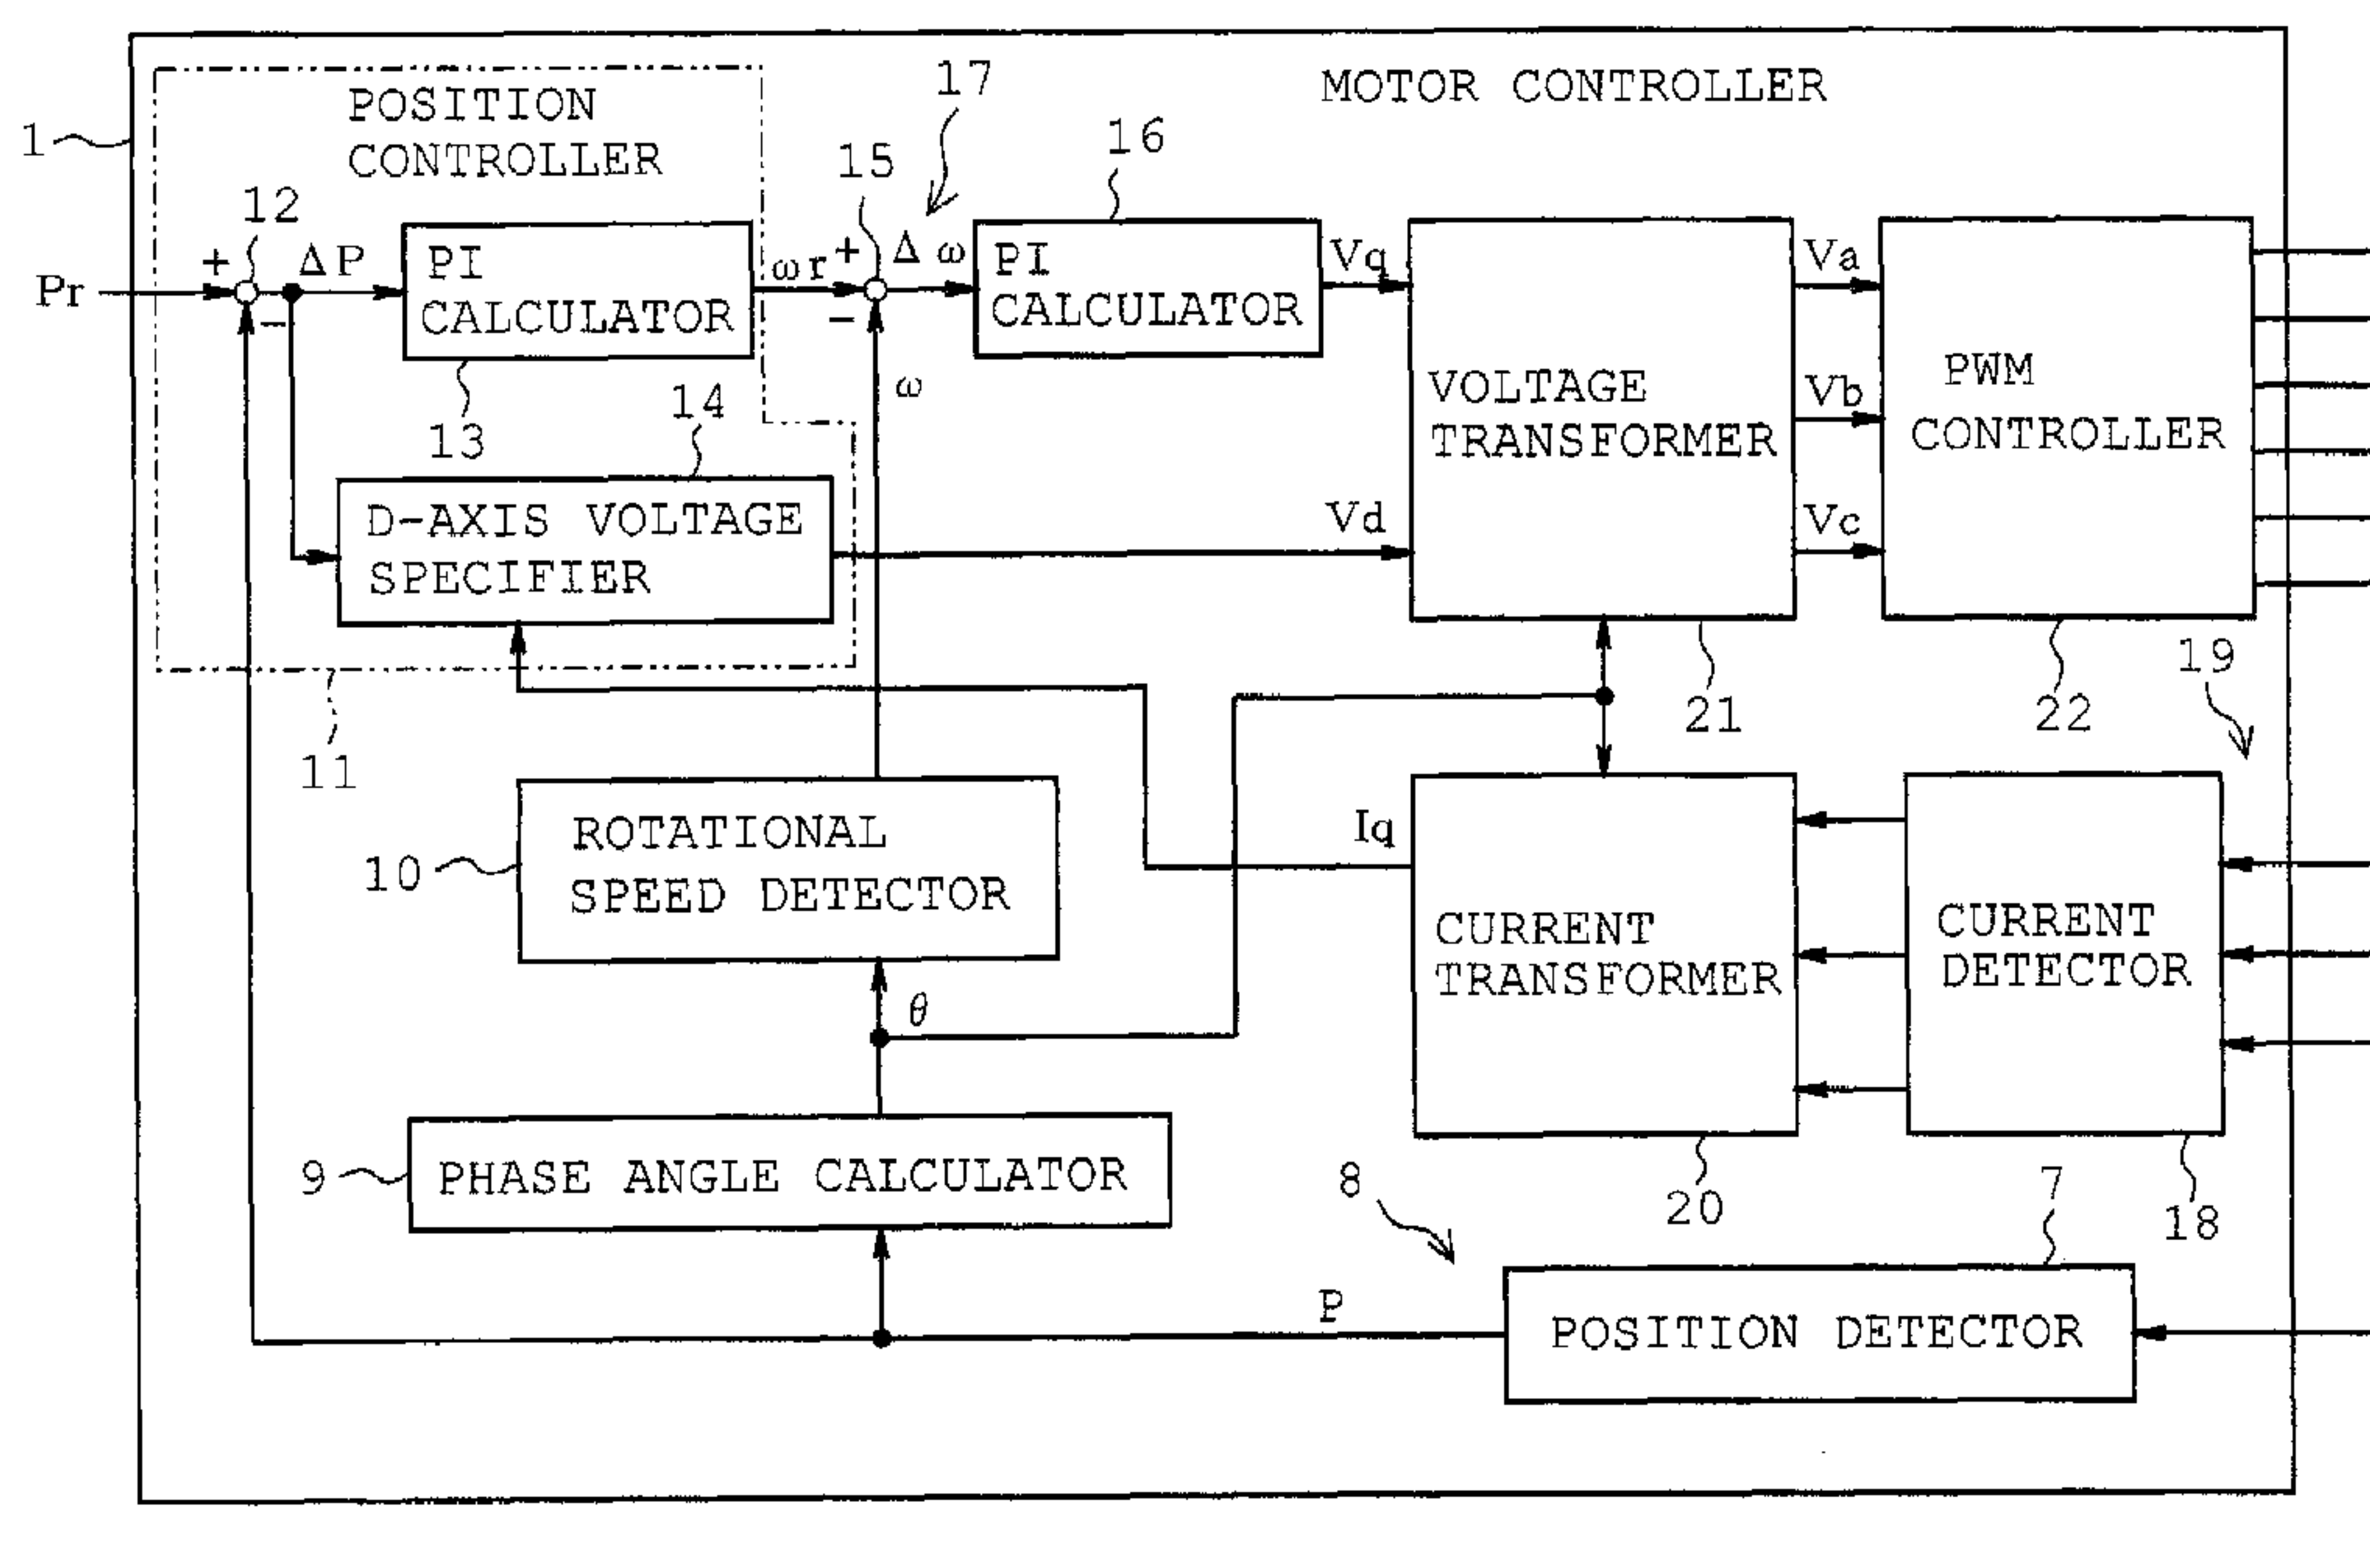 MOTOR CONTROLLER
POSITION
CONTROLLER
1
17
16
15
12
+
ΔP
-
Pr
PI
CALCULATOR
13
ωr
+
-
Δω
ω
PI
CALCULATOR
Vq
VOLTAGE
TRANSFORMER
Va
Vb
Vc
PWM
CONTROLLER
14
D-AXIS VOLTAGE
SPECIFIER
Vd
11
21
22
19
ROTATIONAL
SPEED DETECTOR
10
Iq
CURRENT
TRANSFORMER
CURRENT
DETECTOR
θ
9
PHASE ANGLE CALCULATOR
20
18
8
7
P
POSITION DETECTOR